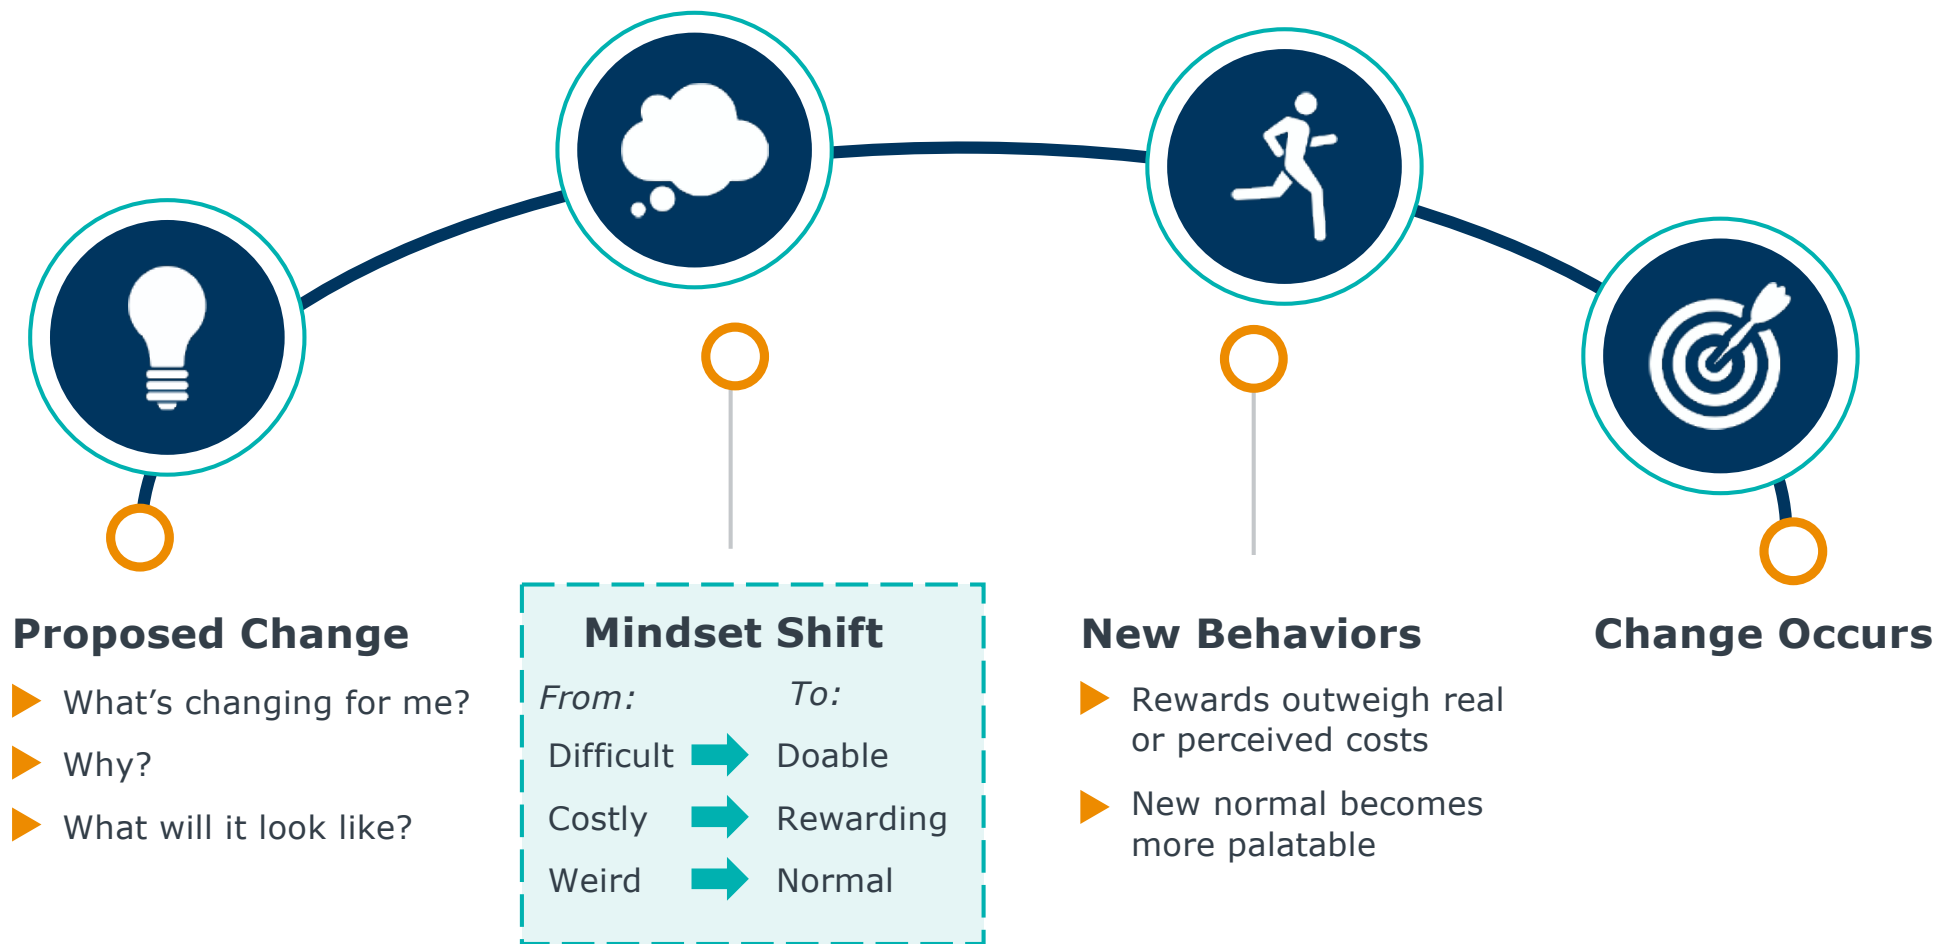 Proposed Change
What’s changing for me?
Why?
What will it look like?
Mindset Shift
From: To:
Difficult Doable
Costly Rewarding
Weird Normal
New Behaviors
Rewards outweigh real
or perceived costs
New normal becomes
more palatable
Change Occurs